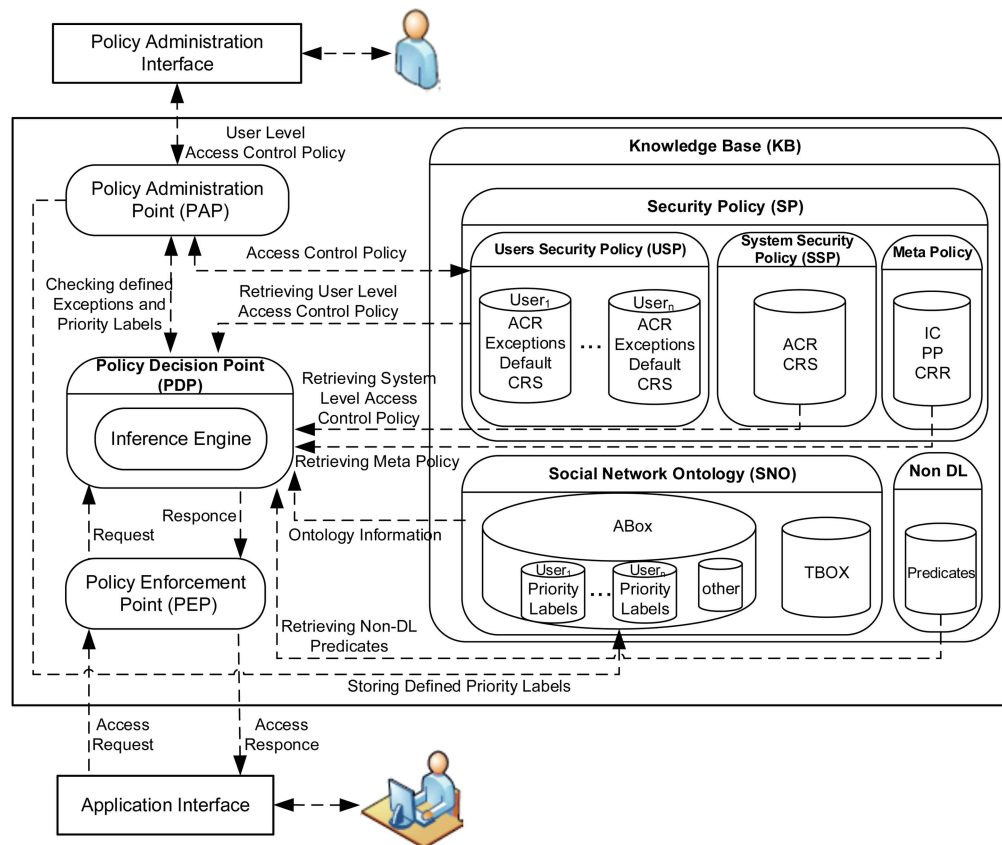 Policy Administration
Interface
User Level
Access Control Policy
Policy Administration
Point (PAP)
Checking defined
Exceptions and
Priority Labels
Access Control Policy
Retrieving User Level
Access Control Policy
Policy Decision Point
(PDP)
Inference Engine
Retrieving System
Level Access
Control Policy
Retrieving Meta Policy
Request
Responce
Ontology Information
Policy Enforcement
Point (PEP)
Retrieving Non-DL
Predicates
Storing Defined Priority Labels
Access
Request
Access
Responce
Application Interface
Knowledge Base (KB)
Security Policy (SP)
Users Security Policy (USP)
User1
ACR
Exceptions
Default
CRS
...
Usern
ACR
Exceptions
Default
CRS
System Security
Policy (SSP)
ACR
CRS
Meta Policy
IC
PP
CRR
Social Network Ontology (SNO)
ABox
User1
Priority
Labels
...
Usern
Priority
Labels
other
TBOX
Non DL
Predicates